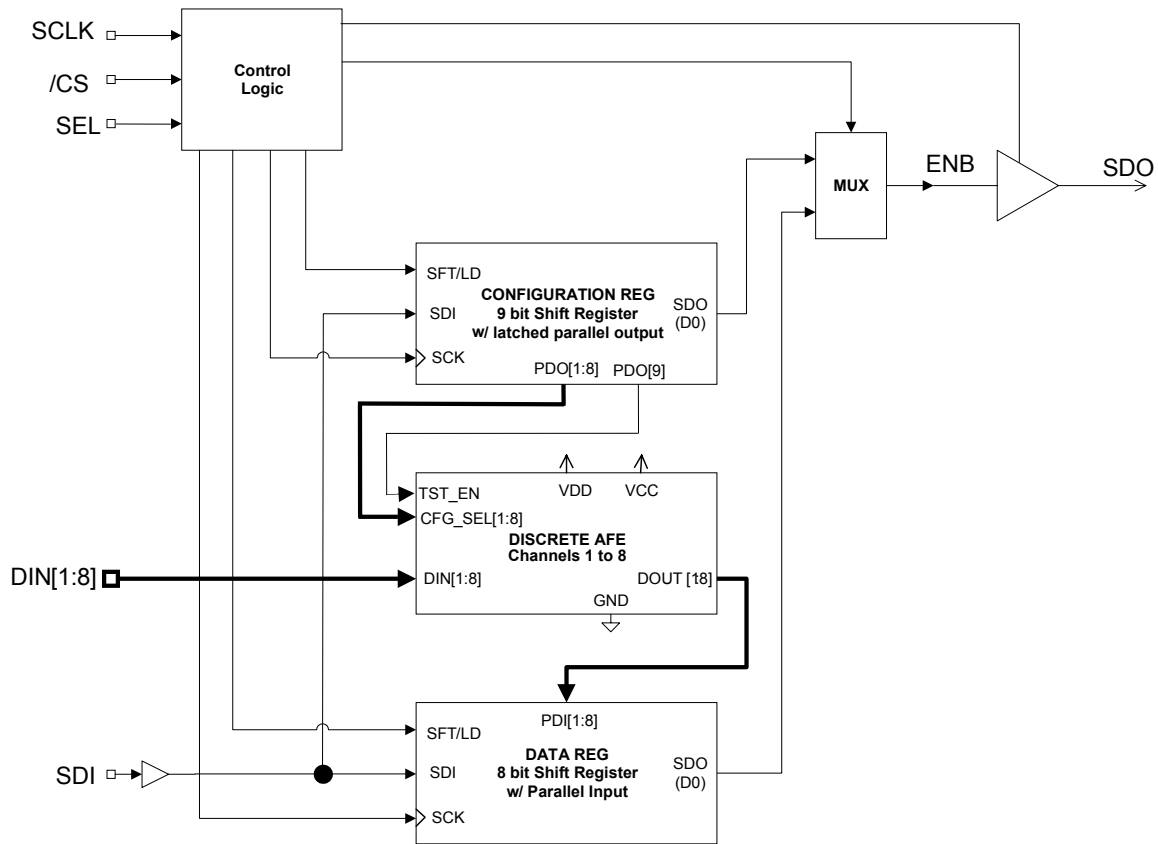 SCLK
/CS
SEL
Control
Logic
MUX
ENB
SDO
SFT/LD
CONFIGURATION REG
SDI
9 bit Shift Register
w/ latched parallel output
SDO
(D0)
SCK
PDO[1:8]
PDO[9]
TST_EN
VDD
VCC
CFG_SEL[1:8]
DISCRETE AFE
Channels 1 to 8
DIN[1:8]
DIN[1:8]
DOUT [18]
GND
PDI[1:8]
SFT/LD
DATA REG
SDI
SDI
8 bit Shift Register
w/ Parallel Input
SDO
(D0)
SCK